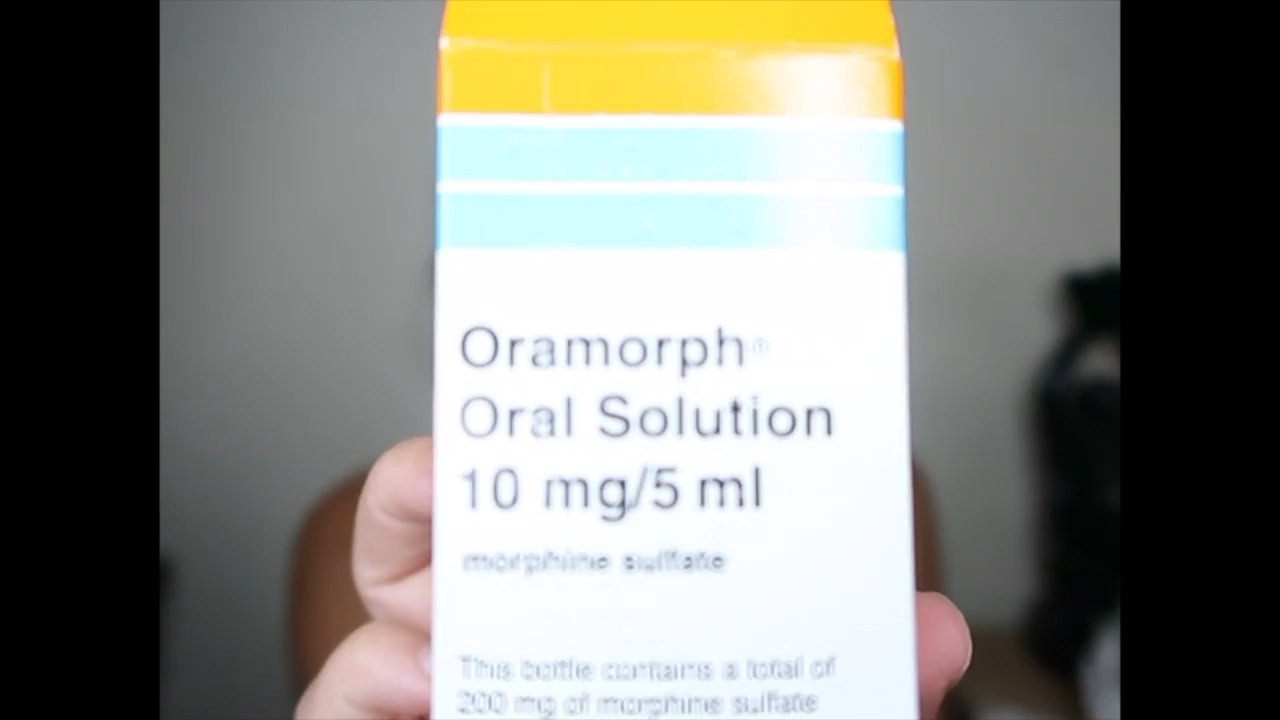 Oramorph®
Oral Solution
10 mg/5 ml
morphine sulfate
This bottle contains a total of
200 mg of morphine sulfate